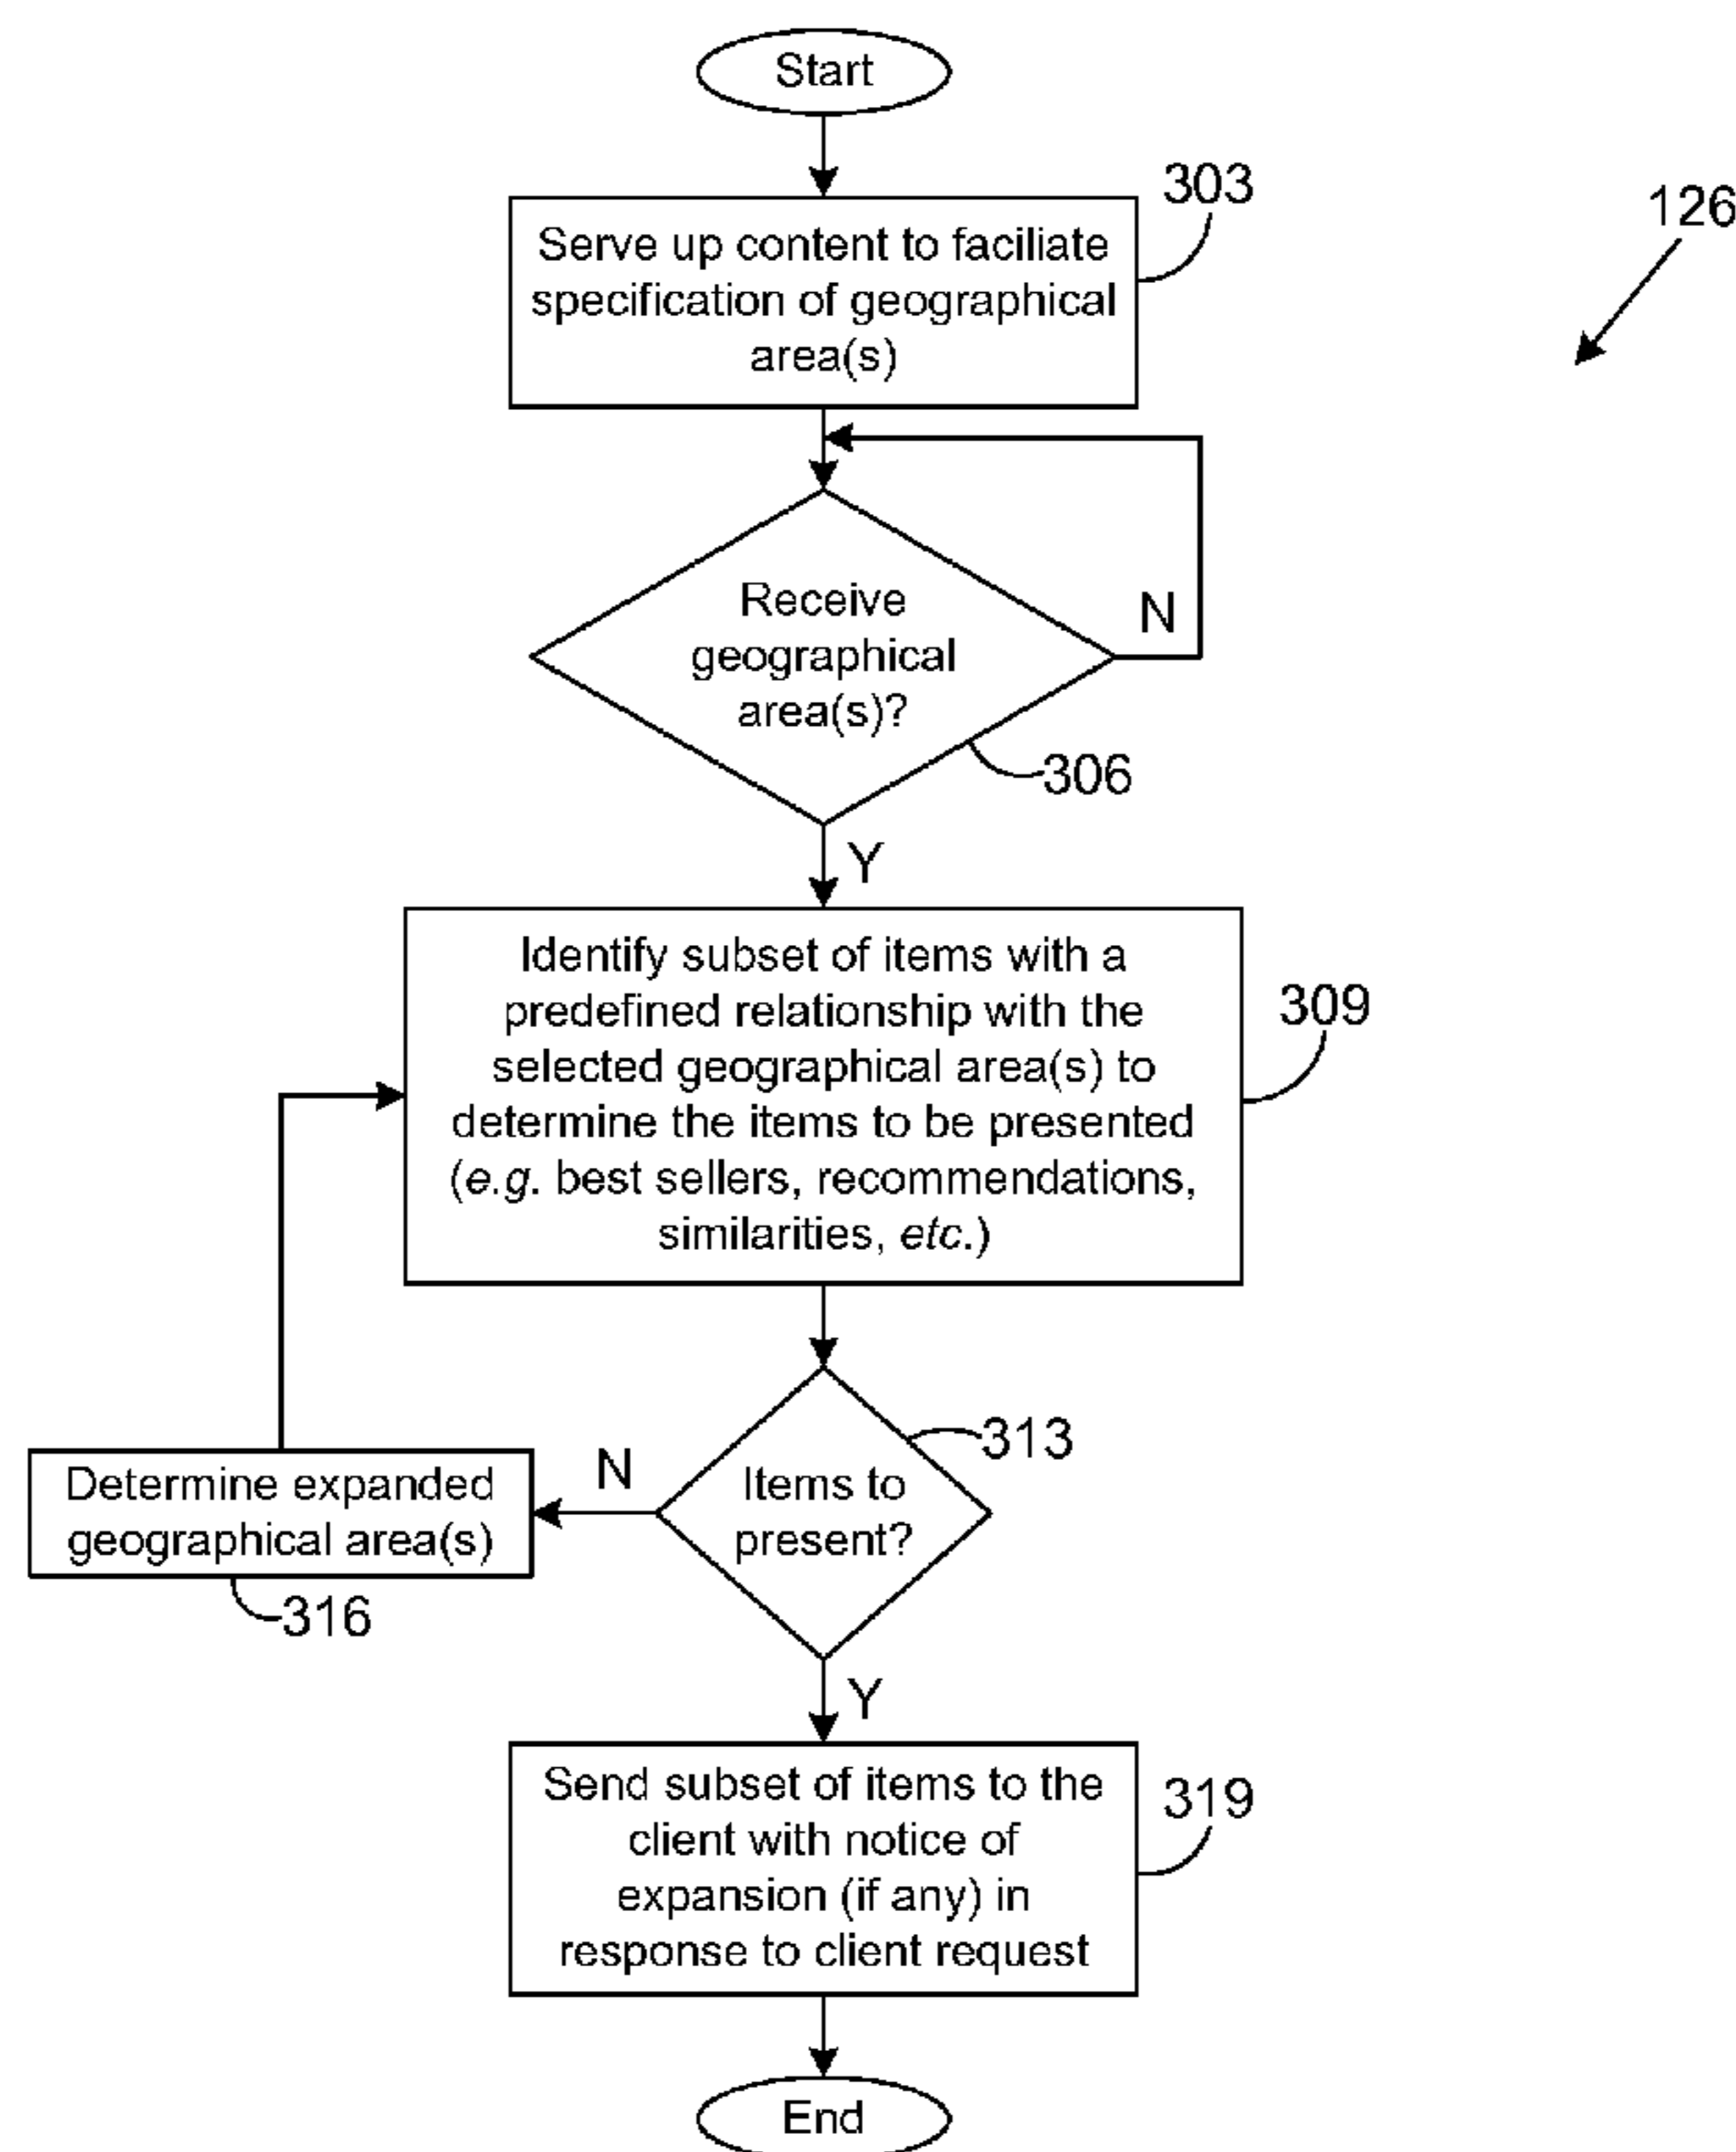 Start
303
126
Serve up content to faciliate
specification of geographical
area(s)
Receive
geographical
area(s)?
N
306
Y
Identify subset of items with a
predefined relationship with the
selected geographical area(s) to
determine the items to be presented
(e.g. best sellers, recommendations,
similarities, etc.)
309
Items to
present?
313
N
Determine expanded
geographical area(s)
316
Y
Send subset of items to the
client with notice of
expansion (if any) in
response to client request
319
End